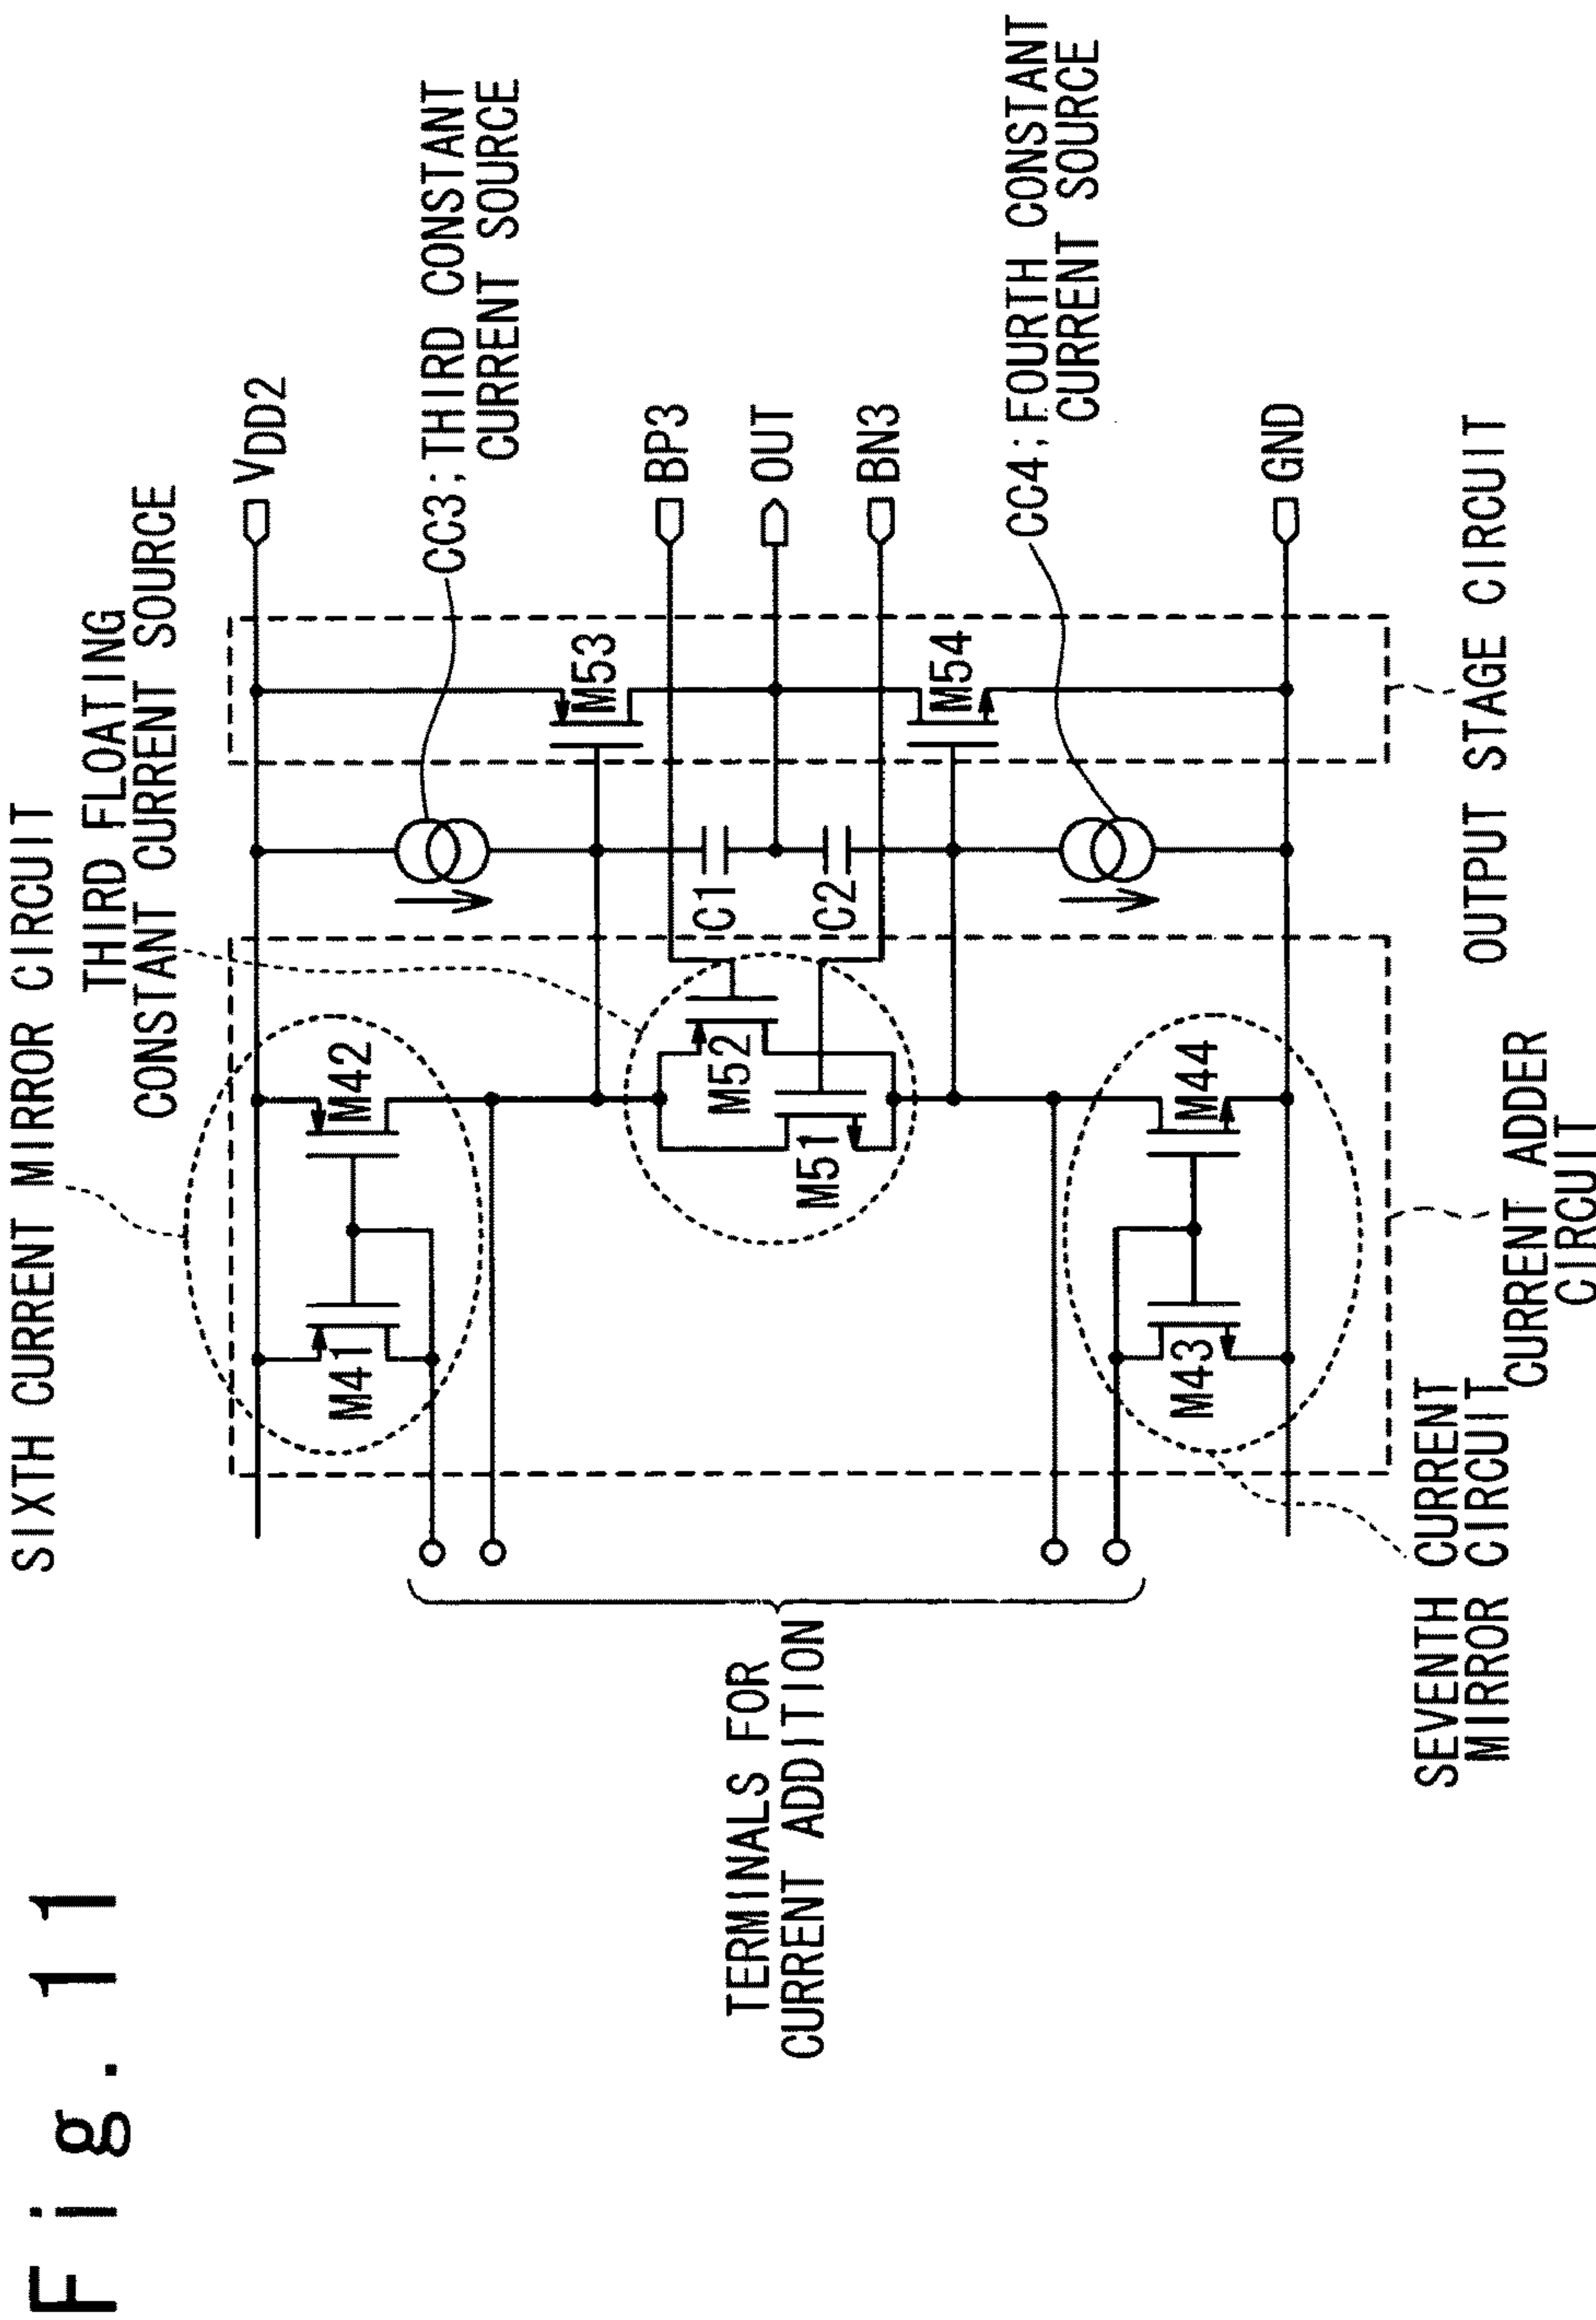 Fig. 11
SIXTH CURRENT MIRROR CIRCUIT
THIRD FLOATING
CONSTANT CURRENT SOURCE
VDD2
CC3;THIRD CONSTANT
CURRENT SOURCE
M41
M42
M53
BP3
C1
M52
OUT
M51
C2
BN3
M54
CC4;FOURTH CONSTANT
CURRENT SOURCE
M43
M44
GND
TERMINALS FOR
CURRENT ADDITION
SEVENTH CURRENT
MIRROR CIRCUIT
CURRENT ADDER
CIRCUIT
OUTPUT STAGE CIRCUIT